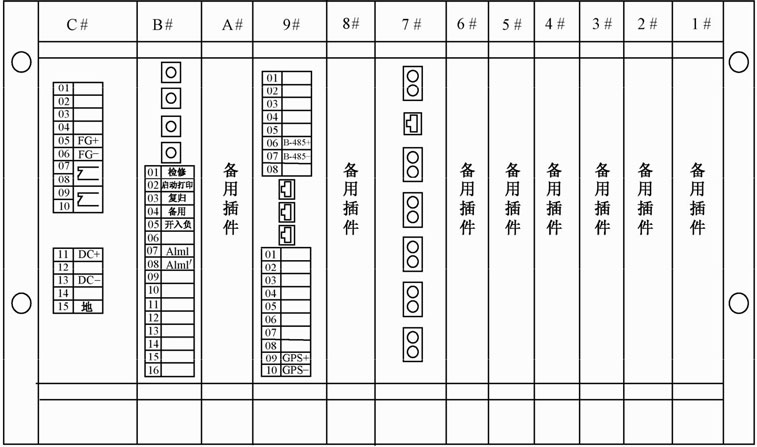 C# B# A# 9# 8# 7# 6# 5# 4# 3# 2# 1#
01
02
03
04
05 FG+
06 FG−
07
08
09
10
11 DC+
12
13 DC−
14
15 地
01 检修
02 启动打印
03 复归
04 备用
05 开入负
06
07 Alml
08 Alml′
09
10
11
12
13
14
15
16
备用插件
01
02
03
04
05
06 B-485+
07 B-485−
08
01
02
03
04
05
06
07
08
09 GPS+
10 GPS−
备用插件
备用插件
备用插件
备用插件
备用插件
备用插件
备用插件